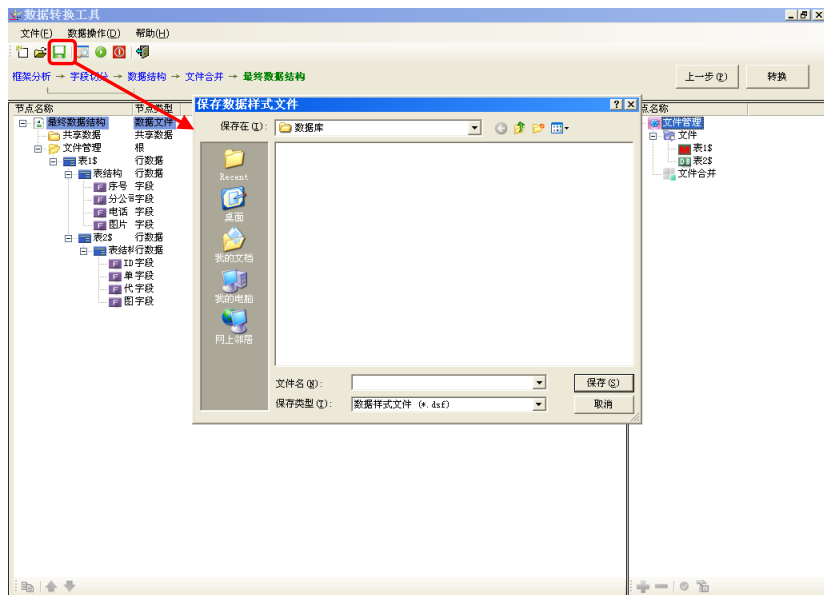 数据转换工具
文件(F) 数据操作(D) 帮助(H)
框架分析 → 字段切分 → 数据结构 → 文件合并 → 最终数据结构
上一步(P) 转换
节点名称 节点类型
最终数据结构 数据文件
共享数据 共享数据
文件管理 根
表1$ 行数据
表结构 行数据
序号 字段
分公司 字段
电话 字段
图片 字段
表2$ 行数据
表结构 行数据
ID 字段
单 字段
代 字段
图 字段
保存数据样式文件
保存在(I): 数据库
Recent
桌面
我的文档
我的电脑
网上邻居
文件名(N): 保存(S)
保存类型(T): 数据样式文件 (*.dsf) 取消
点名称
文件管理
文件
表1$
DB 表2$
文件合并